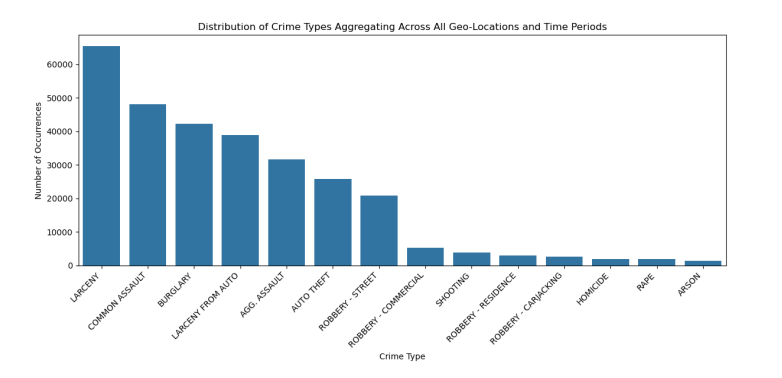 Distribution of Crime Types Aggregating Across All Geo-Locations and Time Periods
Number of Occurrences
60000
50000
40000
30000
20000
10000
0
LARCENY
COMMON ASSAULT
BURGLARY
LARCENY FROM AUTO
AGG. ASSAULT
AUTO THEFT
ROBBERY - STREET
ROBBERY - COMMERCIAL
SHOOTING
ROBBERY - RESIDENCE
ROBBERY - CARJACKING
HOMICIDE
RAPE
ARSON
Crime Type